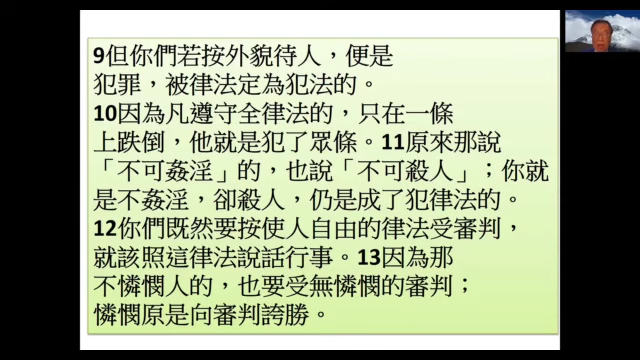 9但你們若按外貌待人，便是
犯罪，被律法定為犯法的。
10因為凡遵守全律法的，只在一條
上跌倒，他就是犯了眾條。11原來那說
「不可姦淫」的，也說「不可殺人」；你就
是不姦淫，卻殺人，仍是成了犯律法的。
12你們既然要按使人自由的律法受審判，
就該照這律法說話行事。13因為那
不憐憫人的，也要受無憐憫的審判；
憐憫原是向審判誇勝。